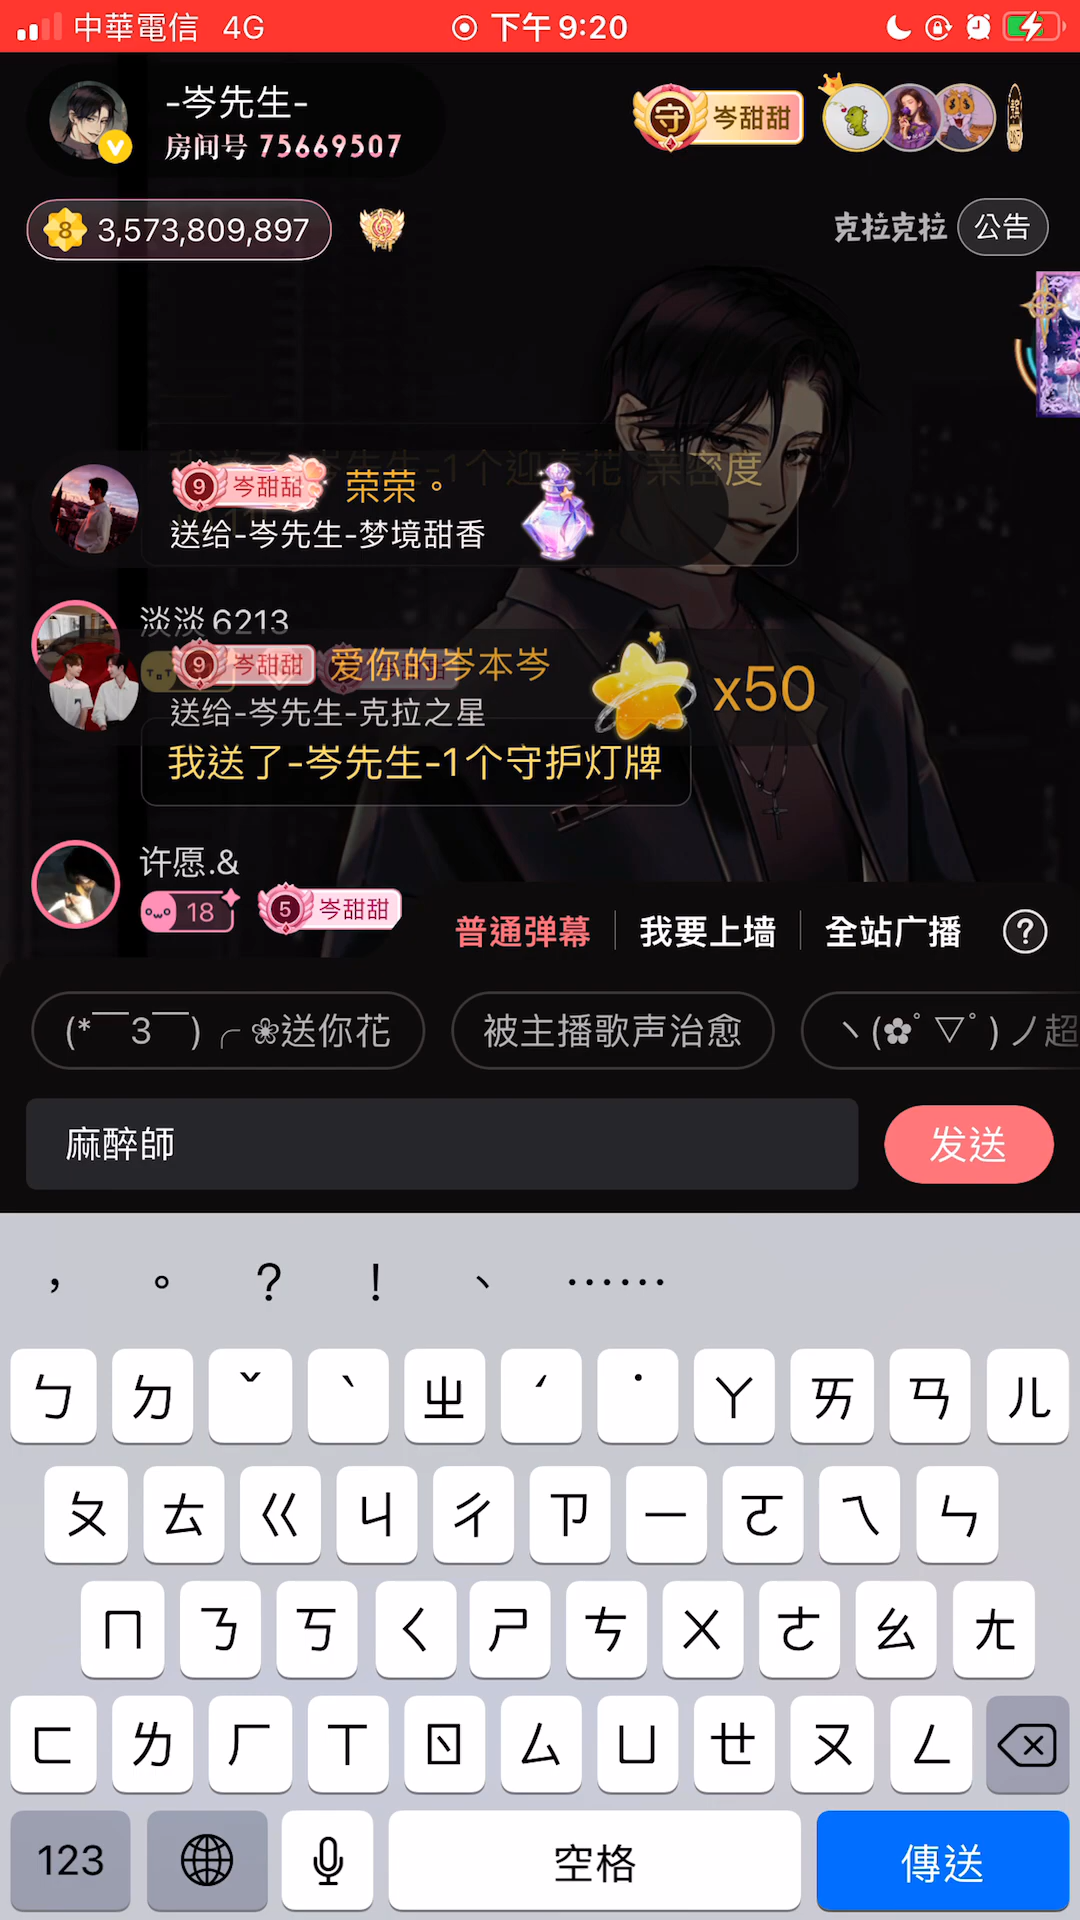 中華電信 4G
下午9:20
-岑先生-
房间号 75669507
守 岑甜甜
8 3,573,809,897
克拉克拉
公告
9 岑甜甜 荣荣。
送给-岑先生-梦境甜香
淡淡6213
9 岑甜甜 爱你的岑本岑
送给-岑先生-克拉之星
x50
我送了-岑先生-1个守护灯牌
许愿.&
18
5 岑甜甜
普通弹幕
我要上墙
全站广播
?
(*￣3￣)╭❀送你花
被主播歌声治愈
ヽ(✿ﾟ▽ﾟ)ノ超
麻醉師
发送
， 。 ? ! 、 ……
ㄅ ㄉ ˇ ˋ ㄓ ˊ ˙ ㄚ ㄞ ㄢ ㄦ
ㄆ ㄊ ㄍ ㄐ ㄔ ㄗ ㄧ ㄛ ㄟ ㄣ
ㄇ ㄋ ㄎ ㄑ ㄕ ㄘ ㄨ ㄜ ㄠ ㄤ
ㄈ ㄌ ㄏ ㄒ ㄖ ㄙ ㄩ ㄝ ㄡ ㄥ
123
空格
傳送